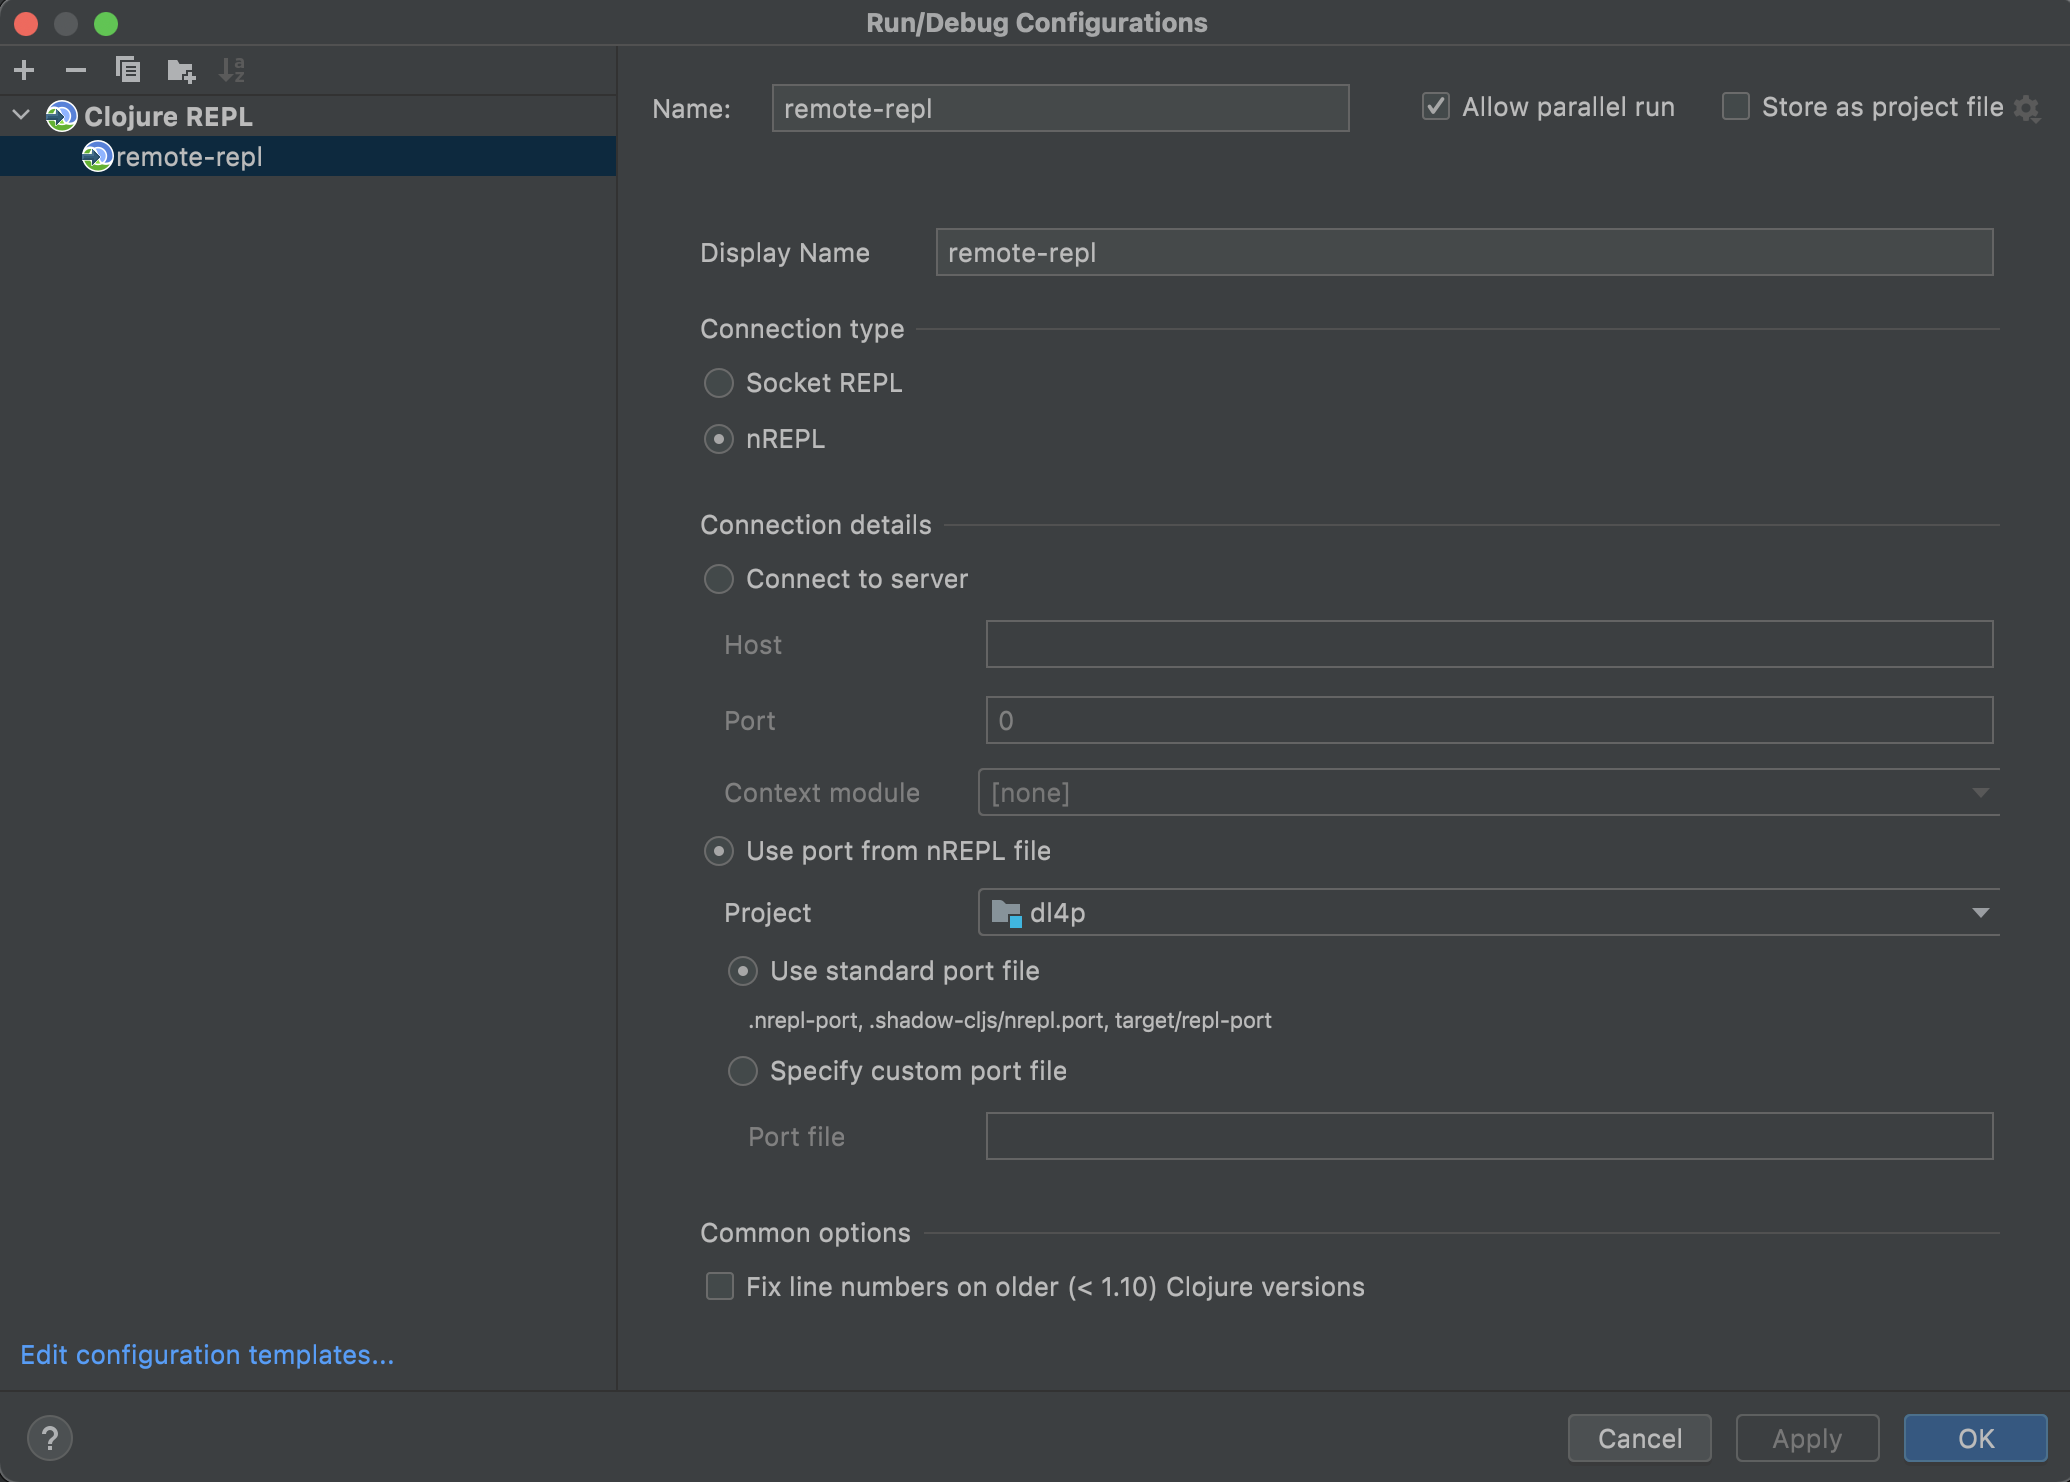 Run/Debug Configurations
Clojure REPL
remote-repl
Name:
remote-repl
Allow parallel run
Store as project file
Display Name
remote-repl
Connection type
Socket REPL
nREPL
Connection details
Connect to server
Host
Port
0
Context module
[none]
Use port from nREPL file
Project
dl4p
Use standard port file
.nrepl-port, .shadow-cljs/nrepl.port, target/repl-port
Specify custom port file
Port file
Common options
Fix line numbers on older (< 1.10) Clojure versions
Edit configuration templates...
?
Cancel
Apply
OK